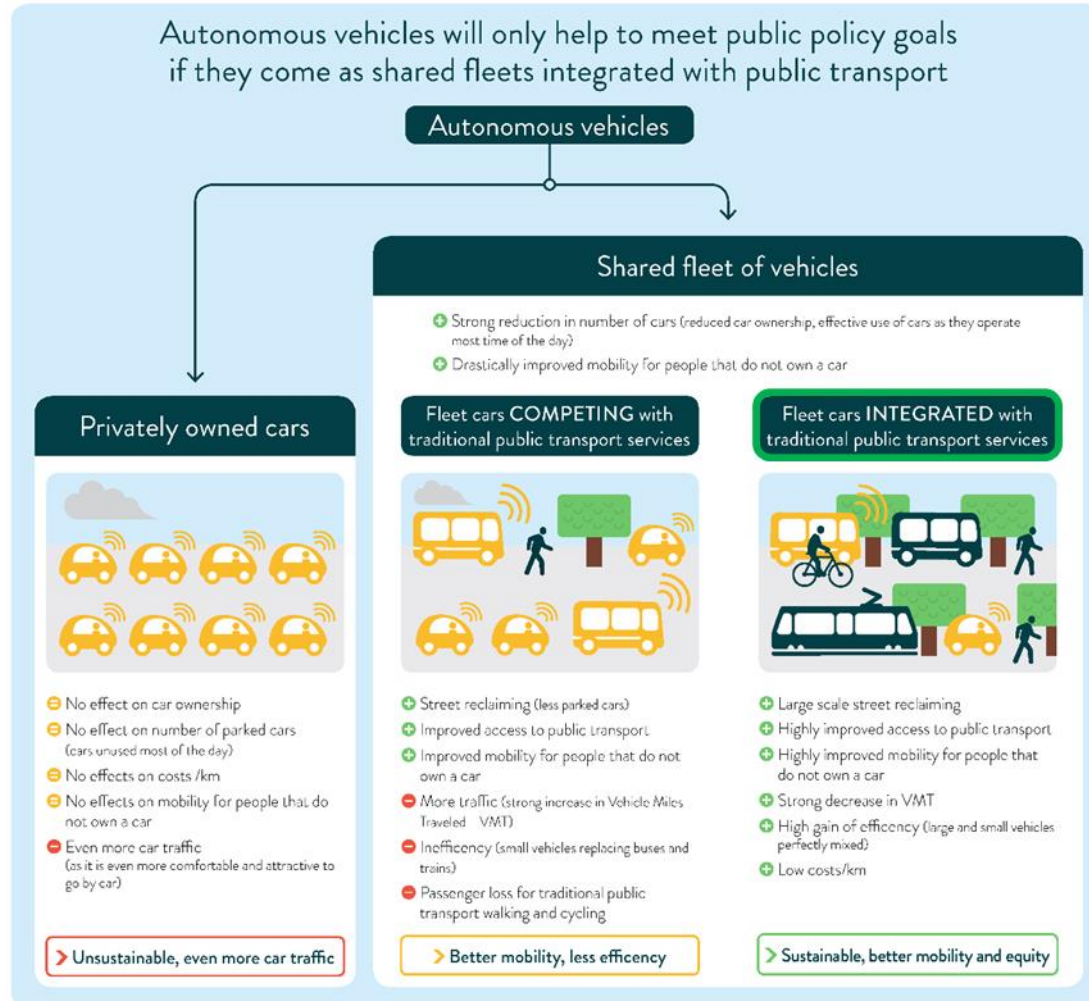 Autonomous vehicles will only help to meet public policy goals
if they come as shared fleets integrated with public transport
Autonomous vehicles
Shared fleet of vehicles
Strong reduction in number of cars (reduced car ownership, effective use of cars as they operate
most time of the day)
Drastically improved mobility for people that do not own a car
Privately owned cars
No effect on car ownership
No effect on number of parked cars
(cars unused most of the day)
No effects on costs /km
No effects on mobility for people that do
not own a car
Even more car traffic
(as it is even more comfortable and attractive to
go by car)
Unsustainable, even more car traffic
Fleet cars COMPETING with
traditional public transport services
Street reclaiming (less parked cars)
Improved access to public transport
Improved mobility for people that do not
own a car
More traffic (strong increase in Vehicle Miles
Traveled VMT)
Inefficency (small vehicles replacing buses and
trains)
Passenger loss for traditional public
transport walking and cycling
Better mobility, less efficency
Fleet cars INTEGRATED with
traditional public transport services
Large scale street reclaiming
Highly improved access to public transport
Highly improved mobility for people that
do not own a car
Strong decrease in VMT
High gain of efficency (large and small vehicles
perfectly mixed)
Low costs/km
Sustainable, better mobility and equity